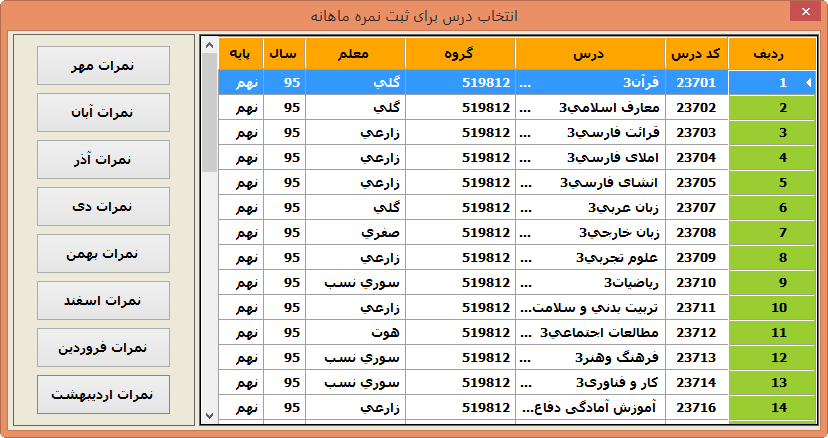 انتخاب درس برای ثبت نمره ماهانه
ردیف کد درس درس گروه معلم سال پایه
1 23701 قرآن3 ... 519812 گلي 95 نهم
2 23702 معارف اسلامي3 ... 519812 گلي 95 نهم
3 23703 قرائت فارسي3 ... 519812 زارعي 95 نهم
4 23704 املای فارسي3 ... 519812 زارعي 95 نهم
5 23705 انشای فارسي3 ... 519812 زارعي 95 نهم
6 23707 زبان عربي3 ... 519812 گلي 95 نهم
7 23708 زبان خارجي3 ... 519812 صفري 95 نهم
8 23709 علوم تجربي3 ... 519812 زارعي 95 نهم
9 23710 رياضيات3 ... 519812 سوري نسب 95 نهم
10 23711 تربيت بدني و سلامت... 519812 زارعي 95 نهم
11 23712 مطالعات اجتماعي3 ... 519812 هوت 95 نهم
12 23713 فرهنگ وهنر3 ... 519812 سوري نسب 95 نهم
13 23714 کار و فناوری3 ... 519812 سوري نسب 95 نهم
14 23716 آموزش آمادگی دفاع... 519812 زارعي 95 نهم
نمرات مهر
نمرات آبان
نمرات آذر
نمرات دی
نمرات بهمن
نمرات اسفند
نمرات فروردین
نمرات اردیبهشت